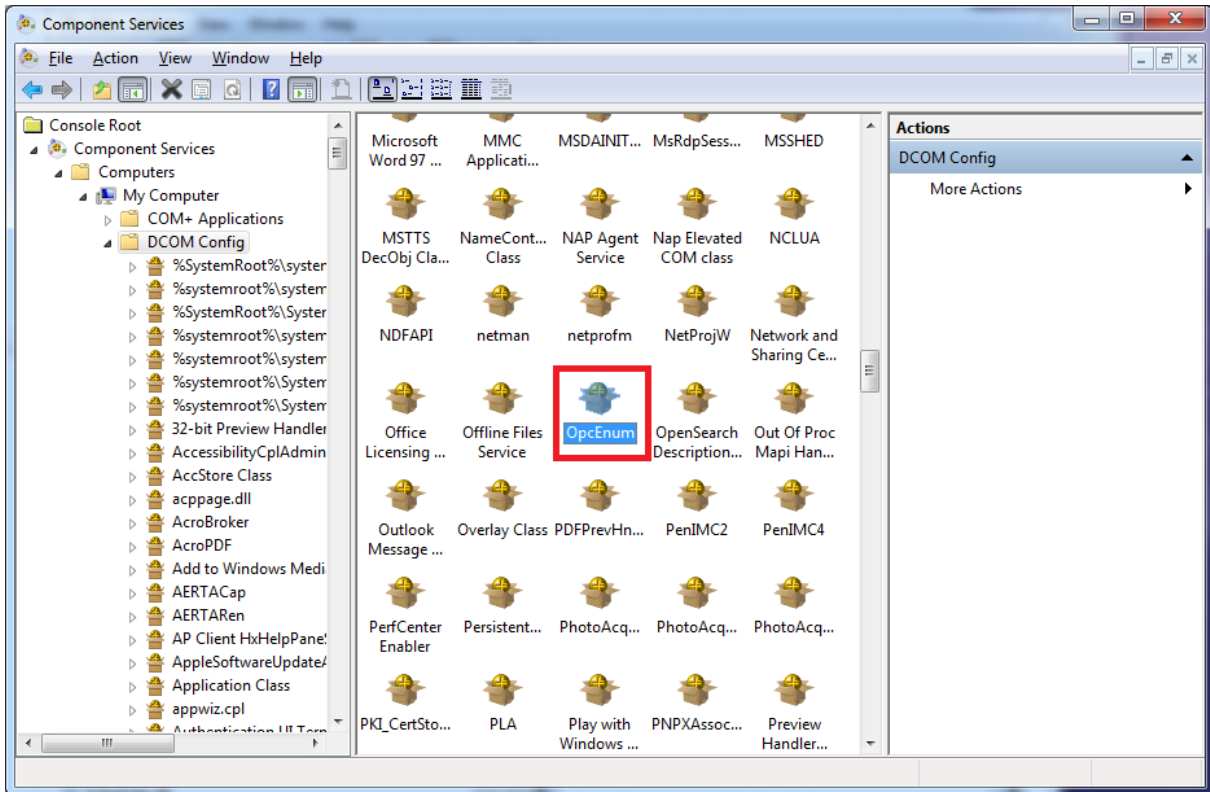 Component Services
File Action View Window Help
Console Root
Component Services
Computers
My Computer
COM+ Applications
DCOM Config
%SystemRoot%\system
%systemroot%\system
%SystemRoot%\System
%systemroot%\system
%systemroot%\system
%systemroot%\System
%systemroot%\System
32-bit Preview Handler
AccessibilityCplAdmin
AccStore Class
acppage.dll
AcroBroker
AcroPDF
Add to Windows Medi
AERTACap
AERTARen
AP Client HxHelpPane
AppleSoftwareUpdate
Application Class
appwiz.cpl
Microsoft MMC MSDAINIT... MsRdpSess... MSSHED
Word 97 ... Applicati...
MSTTS NameCont... NAP Agent Nap Elevated NCLUA
DecObj Cla... Class Service COM class
NDFAPI netman netprofm NetProjW Network and
Sharing Ce...
Office Offline Files OpcEnum OpenSearch Out Of Proc
Licensing ... Service Description... Mapi Han...
Outlook Overlay Class PDFPrevHn... PenIMC2 PenIMC4
Message ...
PerfCenter Persistent... PhotoAcq... PhotoAcq... PhotoAcq...
Enabler
PKI_CertSto... PLA Play with PNPXAssoc... Preview
Windows ... Handler...
Actions
DCOM Config
More Actions